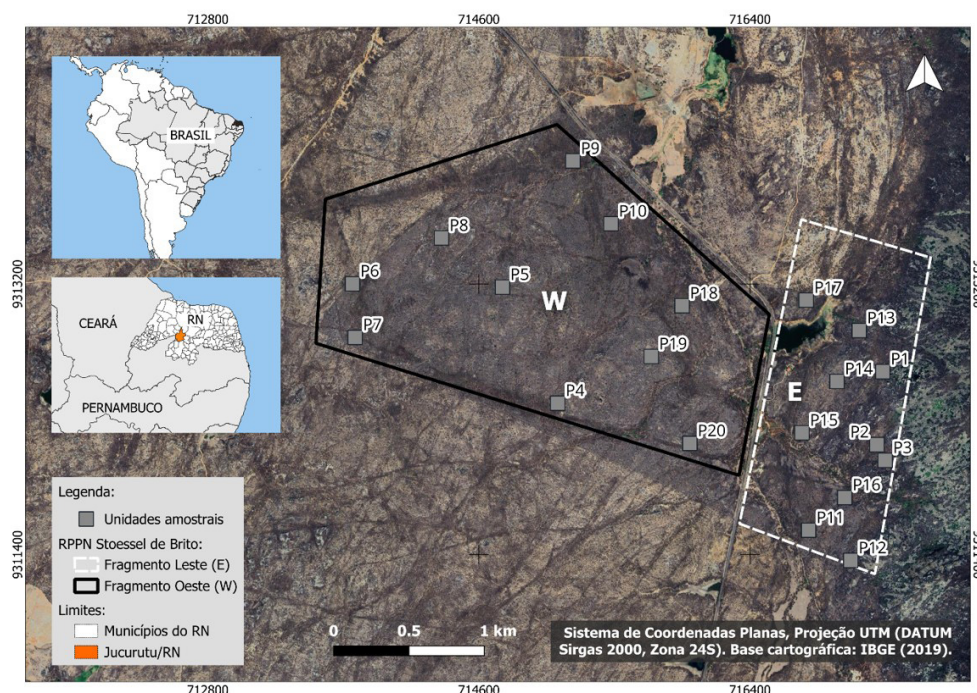 712800 714600 716400
BRASIL
CEARÁ
RN
PERNAMBUCO
9313200
9311400
P9
P10
P8
P6
P5
W
P18
P7
P19
P4
P20
P17
P13
P1
P14
E
P15
P2
P3
P16
P11
P12
Legenda:
Unidades amostrais
RPPN Stoessel de Brito:
Fragmento Leste (E)
Fragmento Oeste (W)
Limites:
Municípios do RN
Jucurutu/RN
0 0.5 1 km
Sistema de Coordenadas Planas, Projeção UTM (DATUM
Sirgas 2000, Zona 24S). Base cartográfica: IBGE (2019).
712800 714600 716400